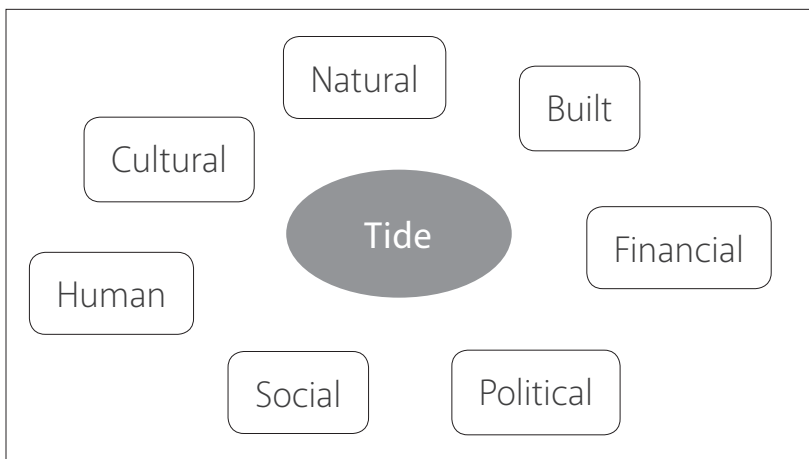 Natural
Built
Cultural
Tide
Financial
Human
Social
Political